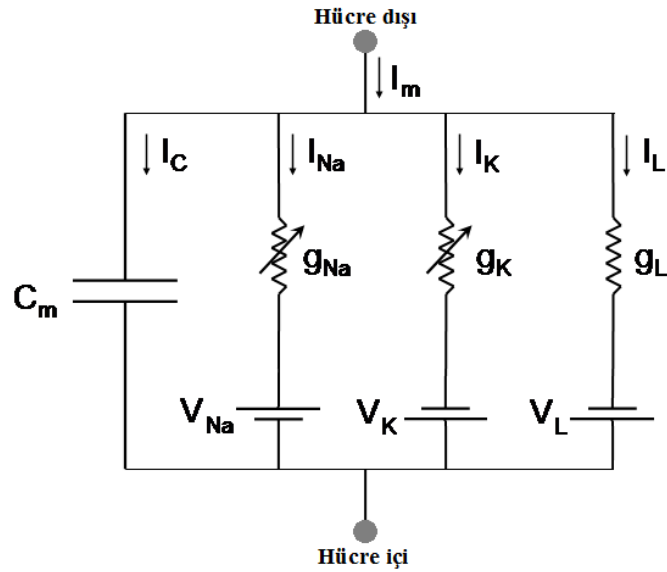 Hücre dışı
I_m
I_C I_Na I_K I_L
g_Na g_K g_L
C_m
V_Na V_K V_L
Hücre içi